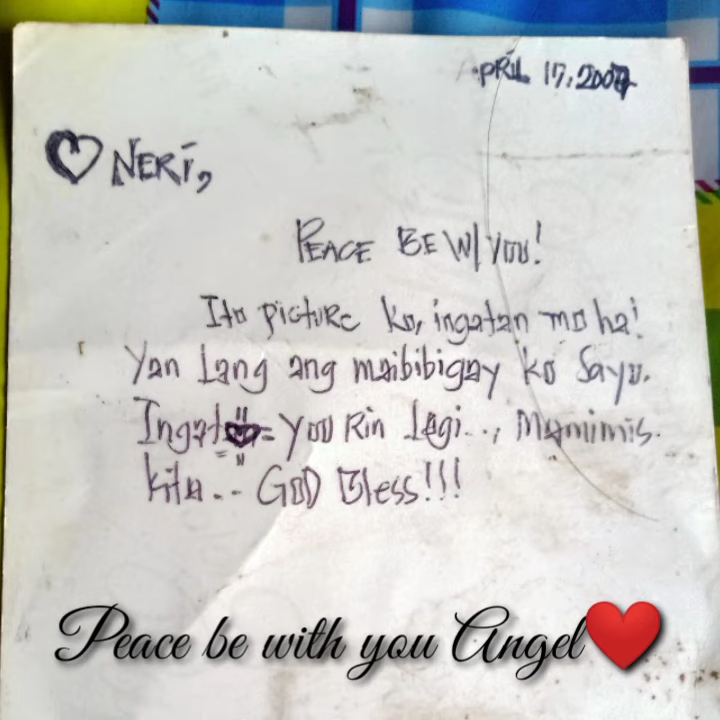 APRIL 17, 2007
NERI,
PEACE BE W/ YOU!
Ito picture ko, ingatan mo ha!
Yan Lang ang maibibigay ko Sayo.
Ingat YOU Rin Lagi..., Mamimis
kita... GOD Bless!!!
Peace be with you Angel